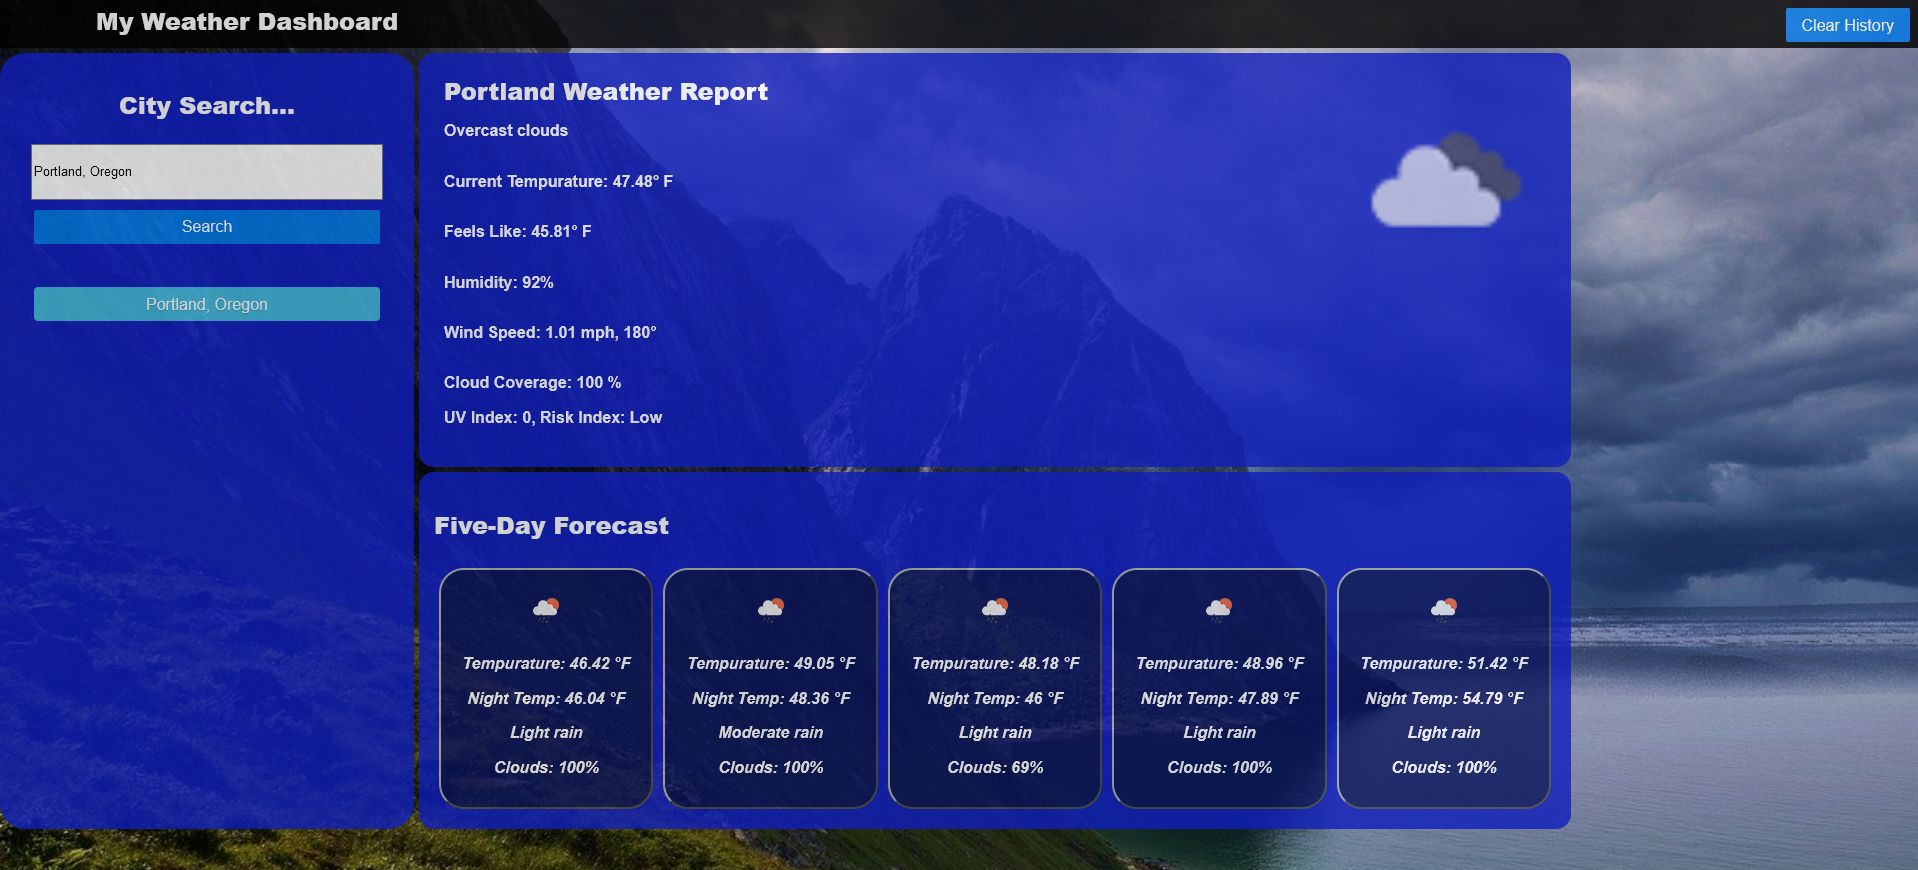 My Weather Dashboard
Clear History
City Search...
Portland, Oregon
Search
Portland, Oregon
Portland Weather Report
Overcast clouds
Current Tempurature: 47.48° F
Feels Like: 45.81° F
Humidity: 92%
Wind Speed: 1.01 mph, 180°
Cloud Coverage: 100 %
UV Index: 0, Risk Index: Low
Five-Day Forecast
Tempurature: 46.42 °F
Night Temp: 46.04 °F
Light rain
Clouds: 100%
Tempurature: 49.05 °F
Night Temp: 48.36 °F
Moderate rain
Clouds: 100%
Tempurature: 48.18 °F
Night Temp: 46 °F
Light rain
Clouds: 69%
Tempurature: 48.96 °F
Night Temp: 47.89 °F
Light rain
Clouds: 100%
Tempurature: 51.42 °F
Night Temp: 54.79 °F
Light rain
Clouds: 100%